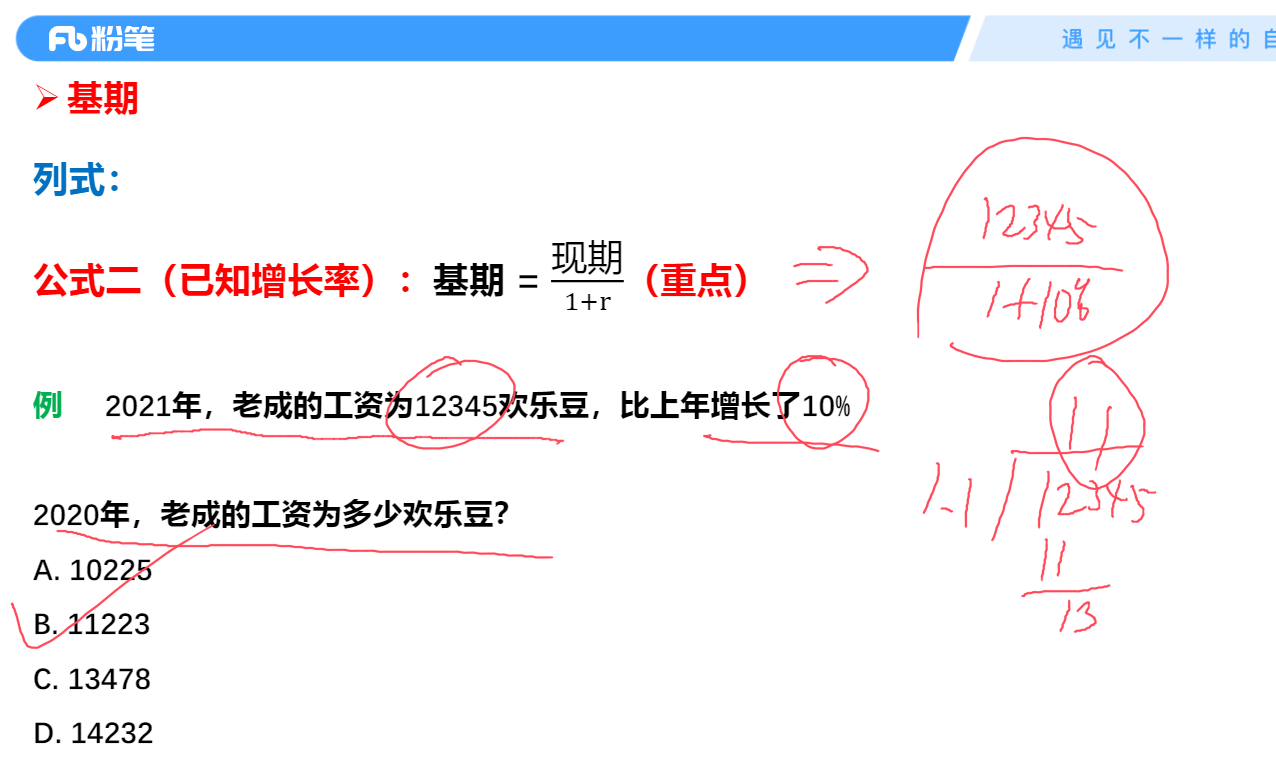 粉笔
遇见不一样的自
基期
列式：
公式二（已知增长率）：基期 = 现期/1+r（重点）
12345
1+10%
例 2021年，老成的工资为12345欢乐豆，比上年增长了10%
11
1.1 12345
11
13
2020年，老成的工资为多少欢乐豆？
A. 10225
B. 11223
C. 13478
D. 14232